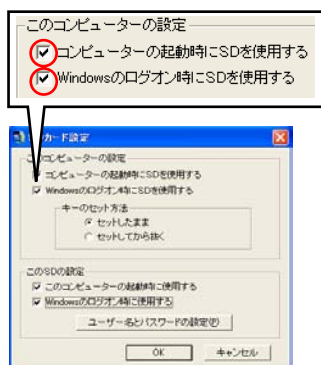 このコンピューターの設定
コンピューターの起動時にSDを使用する
Windowsのログオン時にSDを使用する
カード設定
このコンピューターの設定
コンピューターの起動時にSDを使用する
Windowsのログオン時にSDを使用する
キーのセット方法
セットしたまま
セットしてから抜く
このSDの設定
このコンピューターの起動時に使用する
Windowsのログオン時に使用する
ユーザー名とパスワードの設定(P)
OK
キャンセル